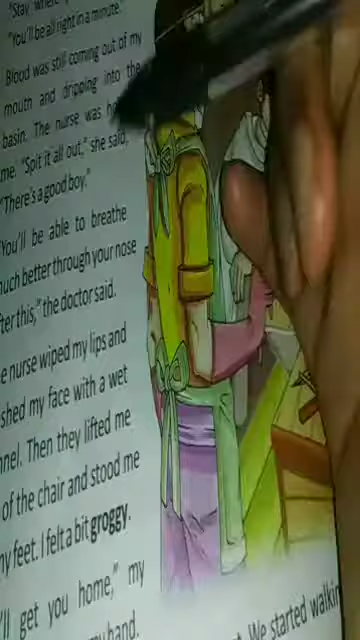 "Stay where
"You'll be all right in a minute.
Blood was still coming out of my
mouth and dripping into the
basin. The nurse was
me. "Spit it all out," she said,
"There's a good boy."
"You'll be able to breathe
much better through your nose
after this," the doctor said.
nurse wiped my lips and
my face with a wet
Then they lifted me
of the chair and stood me
my feet. I felt a bit groggy.
get you home," my
hand.
We started